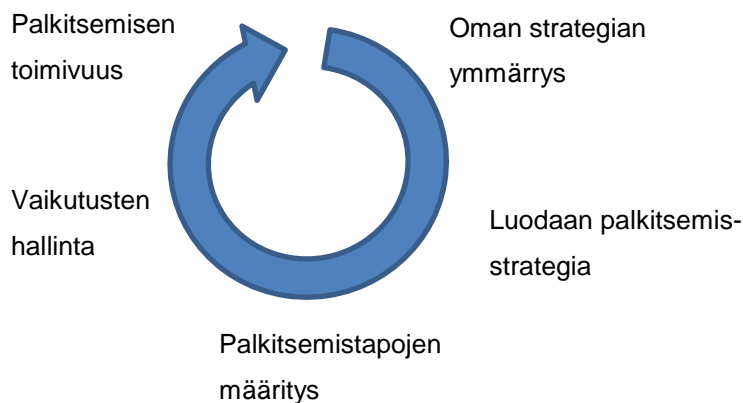 Palkitsemisen
toimivuus
Oman strategian
ymmärrys
Vaikutusten
hallinta
Luodaan palkitsemis-
strategia
Palkitsemistapojen
määritys